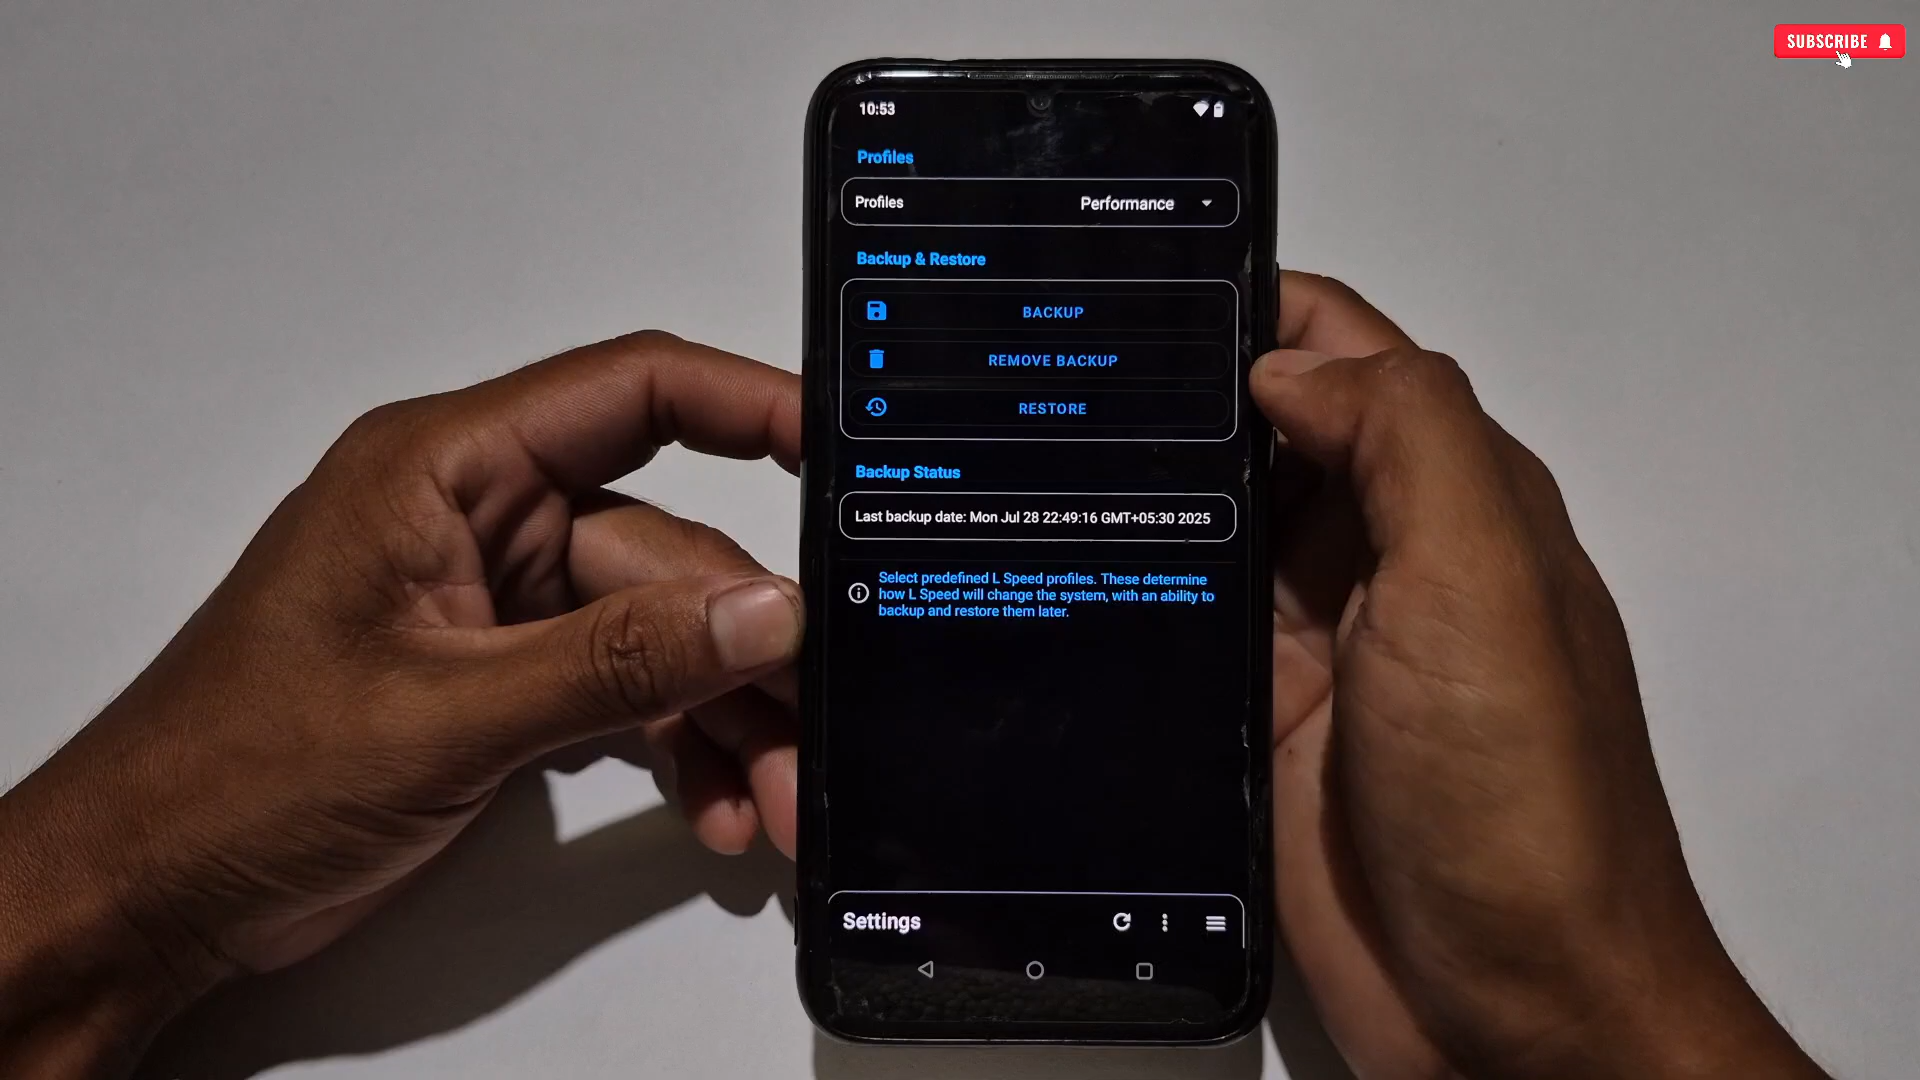 SUBSCRIBE
10:53
Profiles
Profiles Performance
Backup & Restore
BACKUP
REMOVE BACKUP
RESTORE
Backup Status
Last backup date: Mon Jul 28 22:49:16 GMT+05:30 2025
Select predefined L Speed profiles. These determine
how L Speed will change the system, with an ability to
backup and restore them later.
Settings